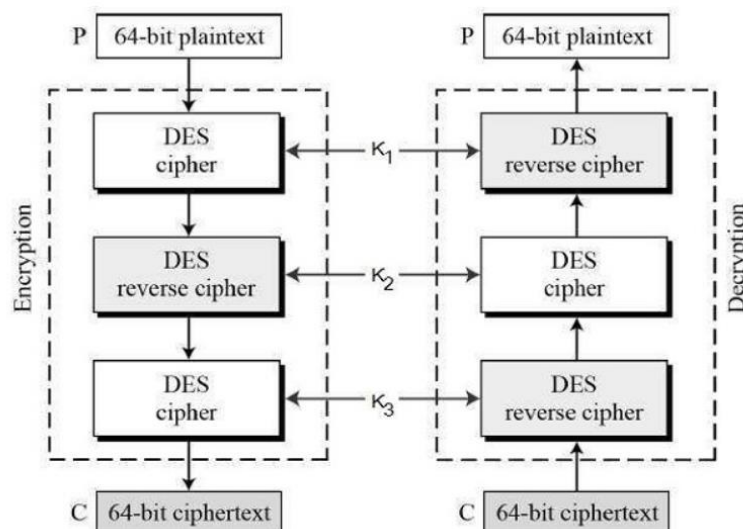 P 64-bit plaintext
P 64-bit plaintext
Encryption
DES
cipher
K1
DES
reverse cipher
DES
reverse cipher
K2
DES
cipher
DES
cipher
K3
DES
reverse cipher
Decryption
C 64-bit ciphertext
C 64-bit ciphertext